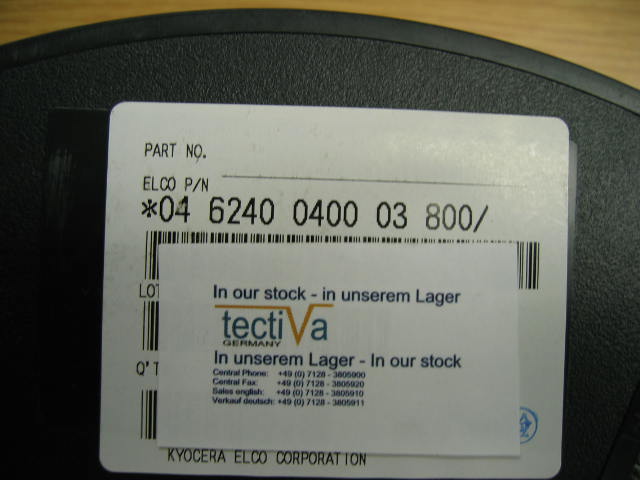 PART NO.
ELCO P/N
*04 6240 0400 03 800/
LOT
In our stock - in unserem Lager
tectiVa
GERMANY
In unserem Lager - In our stock
Q'T
Central Phone: +49 (0) 7128 - 3805900
Central Fax: +49 (0) 7128 - 3805920
Sales english: +49 (0) 7128 - 3805910
Verkauf deutsch: +49 (0) 7128 - 3805911
KYOCERA ELCO CORPORATION